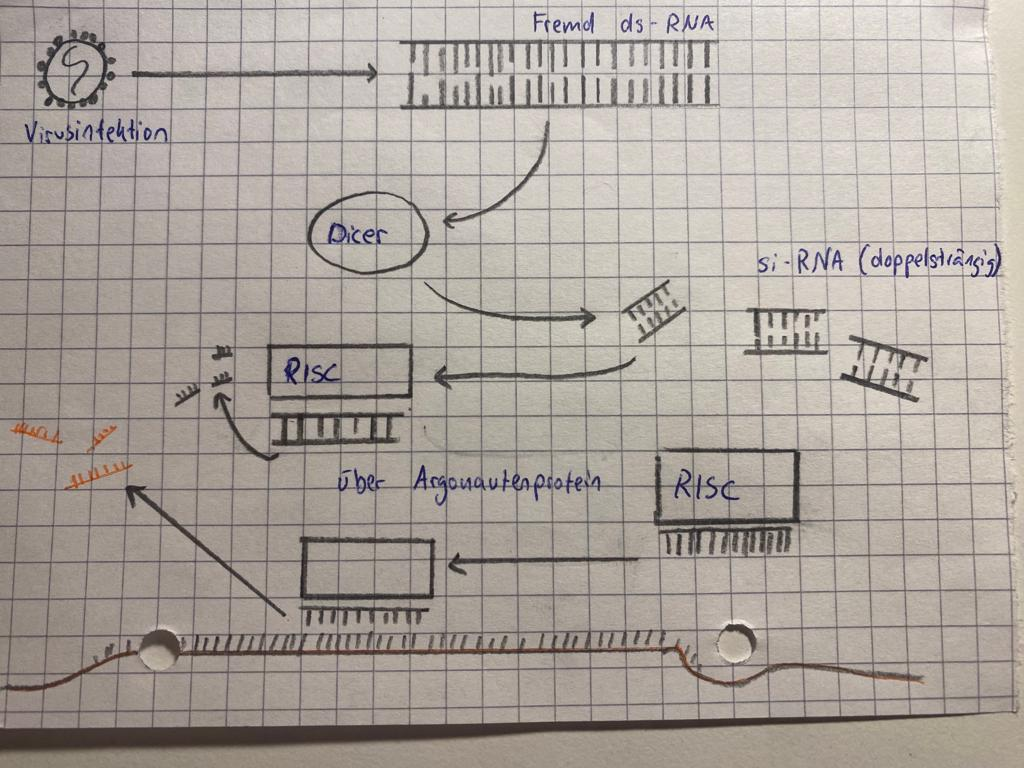 Fremd ds-RNA
Virusinfektion
Dicer
si-RNA (doppelsträngig)
RISC
über Argonautenprotein
RISC